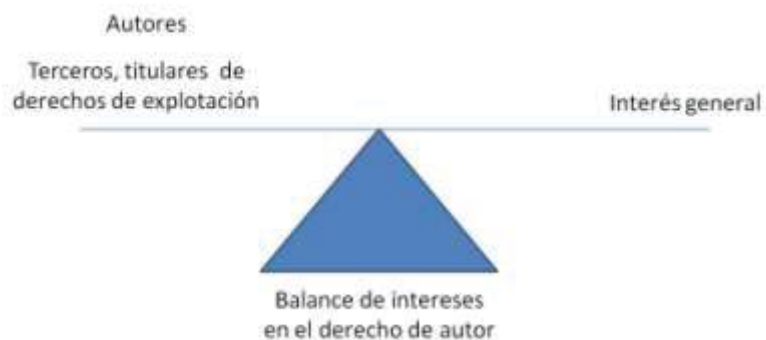 Autores
Terceros, titulares de
derechos de explotación
Interés general
Balance de intereses
en el derecho de autor